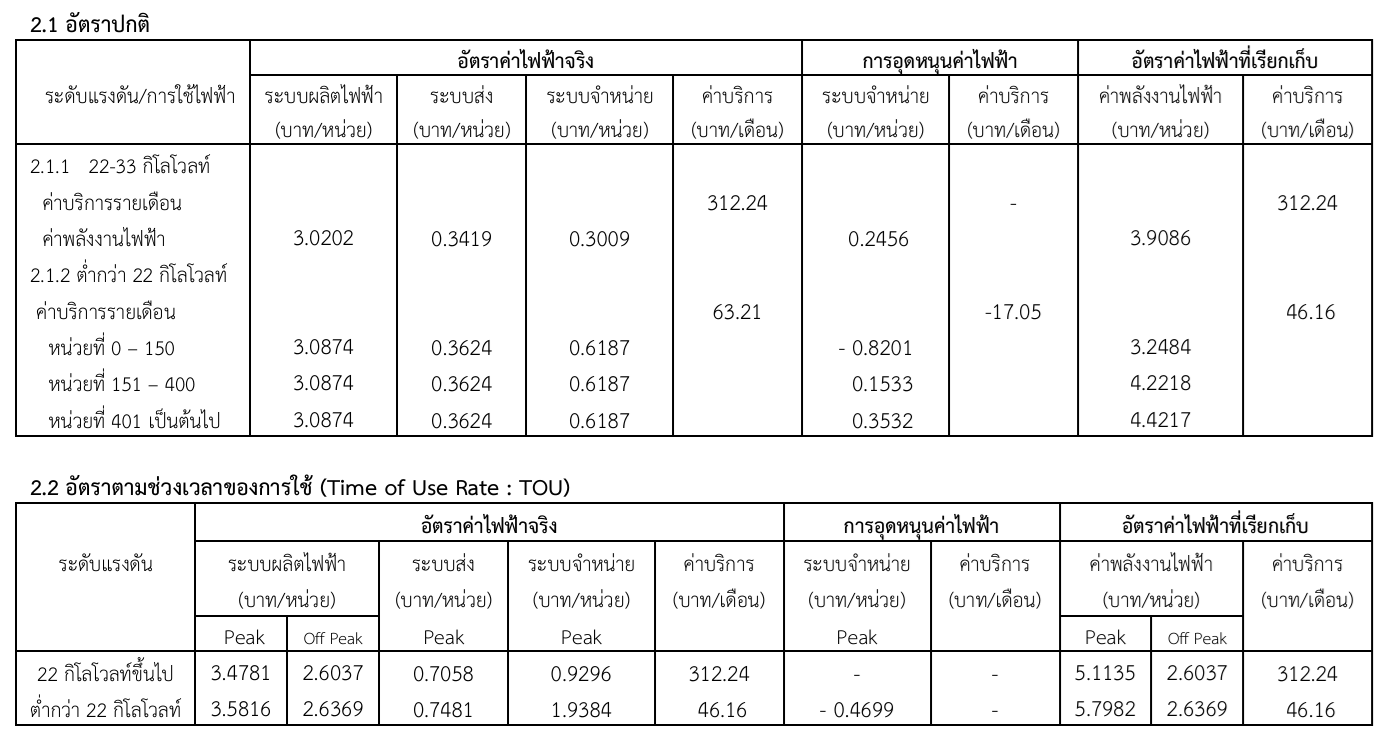 2.1 อัตราปกติ
อัตราค่าไฟฟ้าจริง การอุดหนุนค่าไฟฟ้า อัตราค่าไฟฟ้าที่เรียกเก็บ
ระดับแรงดัน/การใช้ไฟฟ้า ระบบผลิตไฟฟ้า ระบบส่ง ระบบจำหน่าย ค่าบริการ ระบบจำหน่าย ค่าบริการ ค่าพลังงานไฟฟ้า ค่าบริการ
(บาท/หน่วย) (บาท/หน่วย) (บาท/หน่วย) (บาท/เดือน) (บาท/หน่วย) (บาท/เดือน) (บาท/หน่วย) (บาท/เดือน)
2.1.1 22-33 กิโลโวลท์
ค่าบริการรายเดือน 312.24 - 312.24
ค่าพลังงานไฟฟ้า 3.0202 0.3419 0.3009 0.2456 3.9086
2.1.2 ต่ำกว่า 22 กิโลโวลท์
ค่าบริการรายเดือน 63.21 -17.05 46.16
หน่วยที่ 0 – 150 3.0874 0.3624 0.6187 - 0.8201 3.2484
หน่วยที่ 151 – 400 3.0874 0.3624 0.6187 0.1533 4.2218
หน่วยที่ 401 เป็นต้นไป 3.0874 0.3624 0.6187 0.3532 4.4217
2.2 อัตราตามช่วงเวลาของการใช้ (Time of Use Rate : TOU)
อัตราค่าไฟฟ้าจริง การอุดหนุนค่าไฟฟ้า อัตราค่าไฟฟ้าที่เรียกเก็บ
ระดับแรงดัน ระบบผลิตไฟฟ้า ระบบส่ง ระบบจำหน่าย ค่าบริการ ระบบจำหน่าย ค่าบริการ ค่าพลังงานไฟฟ้า ค่าบริการ
(บาท/หน่วย) (บาท/หน่วย) (บาท/หน่วย) (บาท/เดือน) (บาท/หน่วย) (บาท/เดือน) (บาท/หน่วย) (บาท/เดือน)
Peak Off Peak Peak Peak Peak Peak Off Peak
22 กิโลโวลท์ขึ้นไป 3.4781 2.6037 0.7058 0.9296 312.24 - - 5.1135 2.6037 312.24
ต่ำกว่า 22 กิโลโวลท์ 3.5816 2.6369 0.7481 1.9384 46.16 - 0.4699 - 5.7982 2.6369 46.16